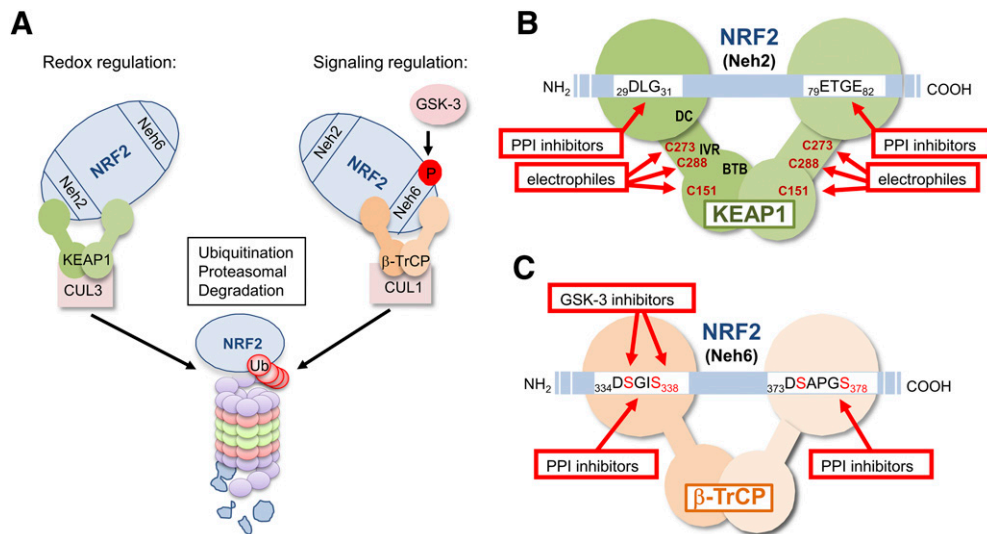 A
Redox regulation:
Signaling regulation:
GSK-3
Neh6
NRF2
Neh2
KEAP1
CUL3
Neh2
NRF2
Neh6
P
β-TrCP
CUL1
Ubiquitination
Proteasomal
Degradation
NRF2
Ub
B
NRF2
(Neh2)
NH2
29DLG31
79ETGE82
COOH
DC
PPI inhibitors
PPI inhibitors
C273 IVR
C273
C288
C288
BTB
electrophiles
electrophiles
C151
C151
KEAP1
C
GSK-3 inhibitors
NRF2
(Neh6)
NH2
334DSGIS338
373DSAPGS378
COOH
PPI inhibitors
PPI inhibitors
β-TrCP